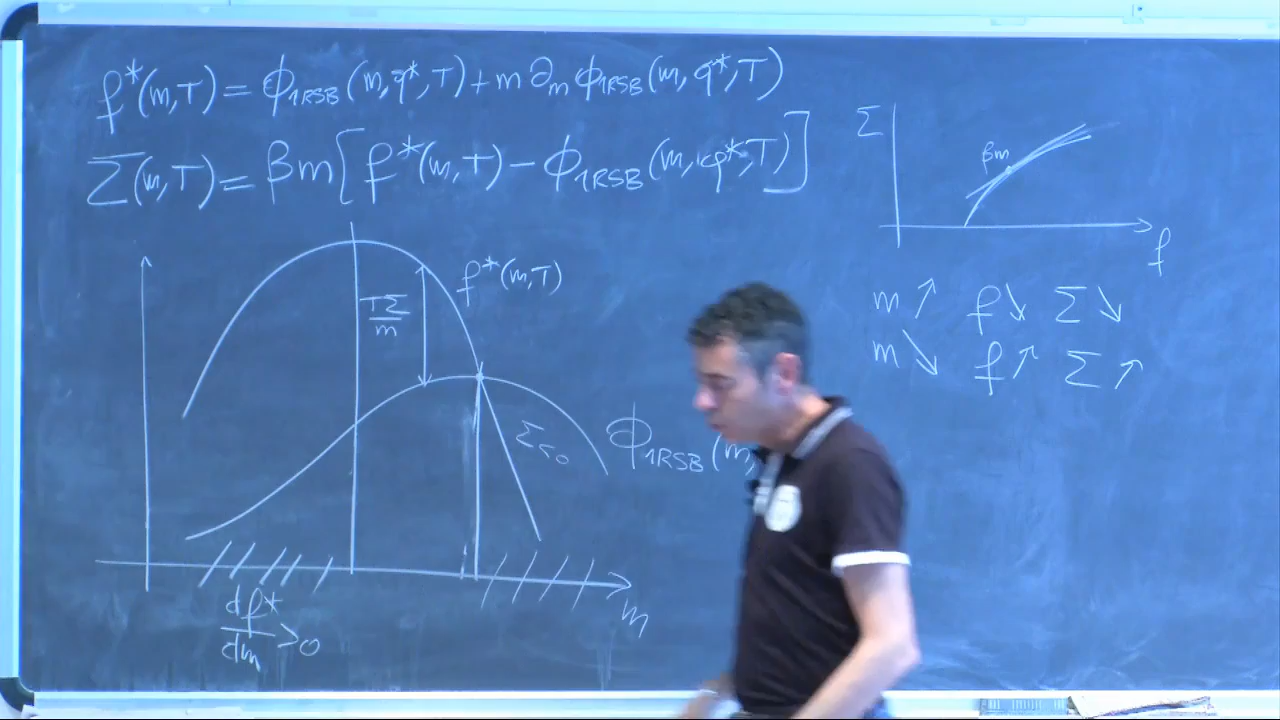 f*(m,T) = ϕ₁RSB(m,q*,T) + m ∂ₘ ϕ₁RSB(m,q*,T)
Σ(m,T) = βm[f*(m,T) − ϕ₁RSB(m,q*,T)]
Σ
βm
f
m ↗ f ↘ Σ ↘
m ↘ f ↗ Σ ↗
f*(m,T)
TΣ/m
Σ<0
ϕ₁RSB(m,
m
df*/dm > 0